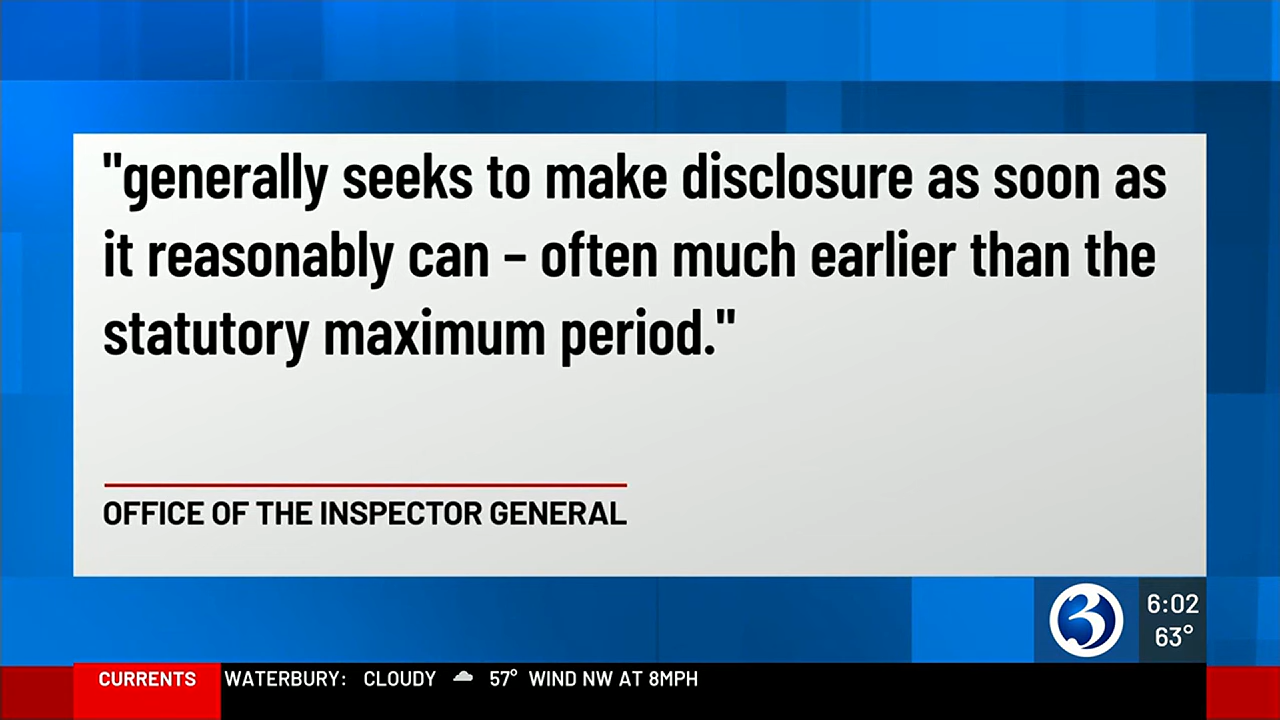 "generally seeks to make disclosure as soon as
it reasonably can – often much earlier than the
statutory maximum period."
OFFICE OF THE INSPECTOR GENERAL
3
6:02
63°
CURRENTS
WATERBURY: CLOUDY 57° WIND NW AT 8MPH